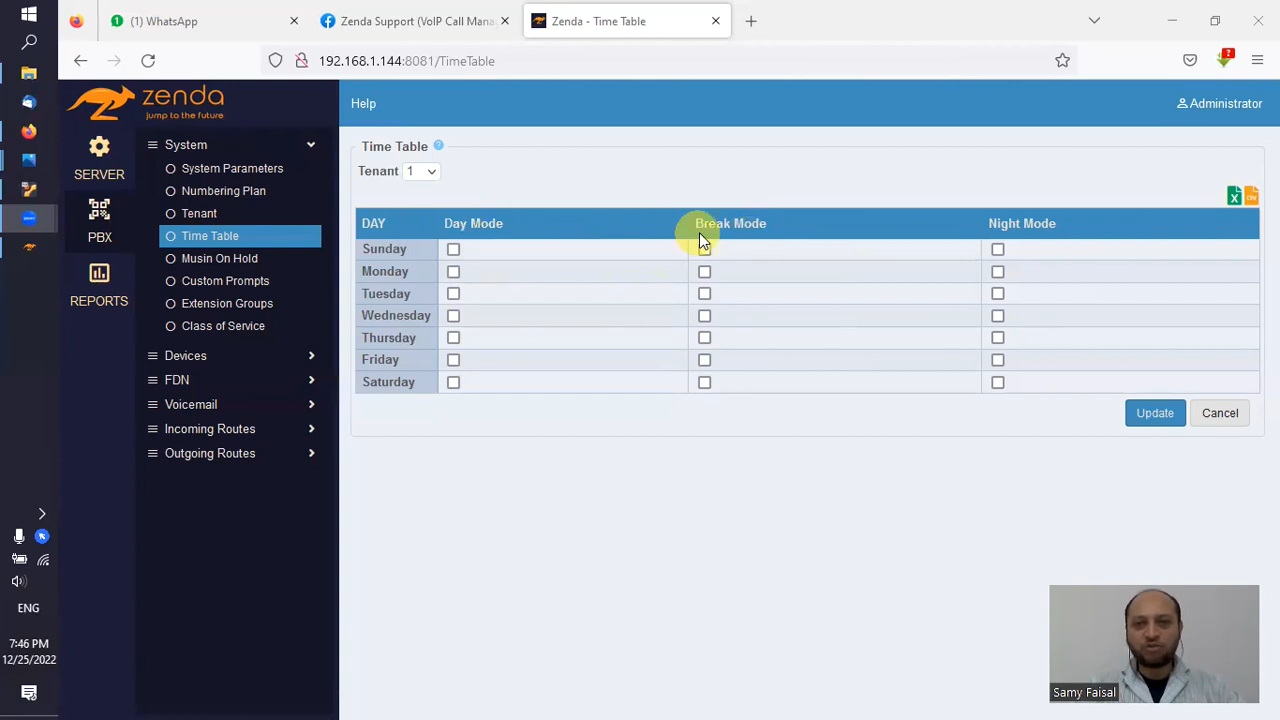 (1) WhatsApp
Zenda Support (VoIP Call Mana
Zenda - Time Table
192.168.1.144:8081/TimeTable
zenda
jump to the future
Help
Administrator
SERVER
PBX
REPORTS
System
System Parameters
Numbering Plan
Tenant
Time Table
Musin On Hold
Custom Prompts
Extension Groups
Class of Service
Devices
FDN
Voicemail
Incoming Routes
Outgoing Routes
Time Table
Tenant 1
DAY Day Mode Break Mode Night Mode
Sunday
Monday
Tuesday
Wednesday
Thursday
Friday
Saturday
Update Cancel
ENG
7:46 PM
12/25/2022
Samy Faisal